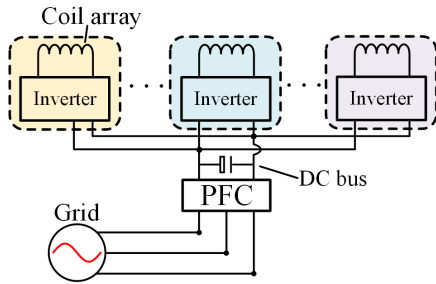 Coil array
Inverter
Inverter
Inverter
DC bus
PFC
Grid